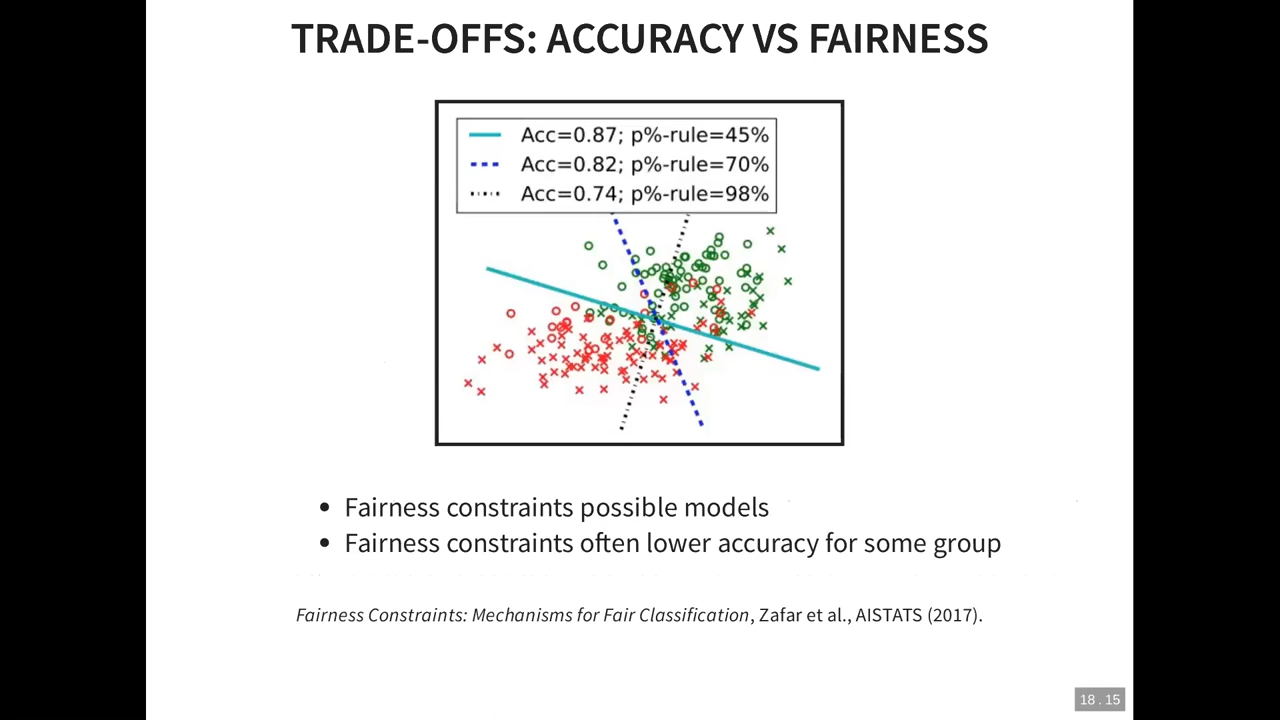 TRADE-OFFS: ACCURACY VS FAIRNESS
Acc=0.87; p%-rule=45%
Acc=0.82; p%-rule=70%
Acc=0.74; p%-rule=98%
• Fairness constraints possible models
• Fairness constraints often lower accuracy for some group
Fairness Constraints: Mechanisms for Fair Classification, Zafar et al., AISTATS (2017).
18 . 15